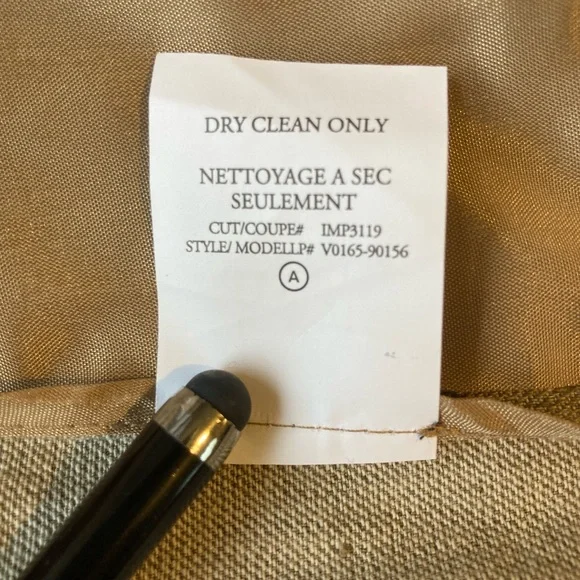 DRY CLEAN ONLY
NETTOYAGE A SEC
SEULEMENT
CUT/COUPE# IMP3119
STYLE/ MODELLP# V0165-90156
A